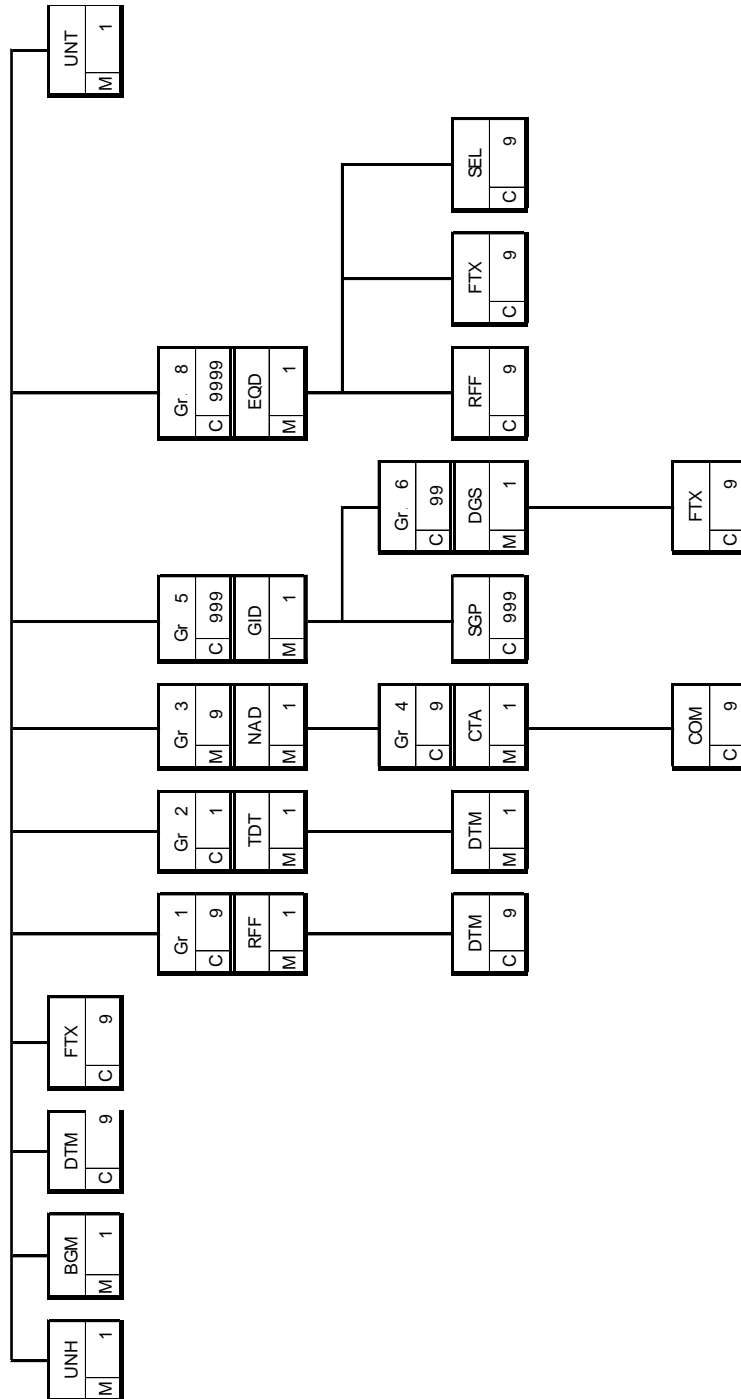 UNH
M 1
BGM
M 1
DTM
C 9
FTX
C 9
Gr 1
C 9
RFF
M 1
DTM
C 9
Gr 2
C 1
TDT
M 1
DTM
M 1
Gr 3
M 9
NAD
M 1
Gr 4
C 9
CTA
M 1
COM
C 9
Gr 5
C 999
GID
M 1
SGP
C 999
Gr. 6
C 99
DGS
M 1
FTX
C 9
Gr. 8
C 9999
EQD
M 1
RFF
C 9
FTX
C 9
SEL
C 9
UNT
M 1